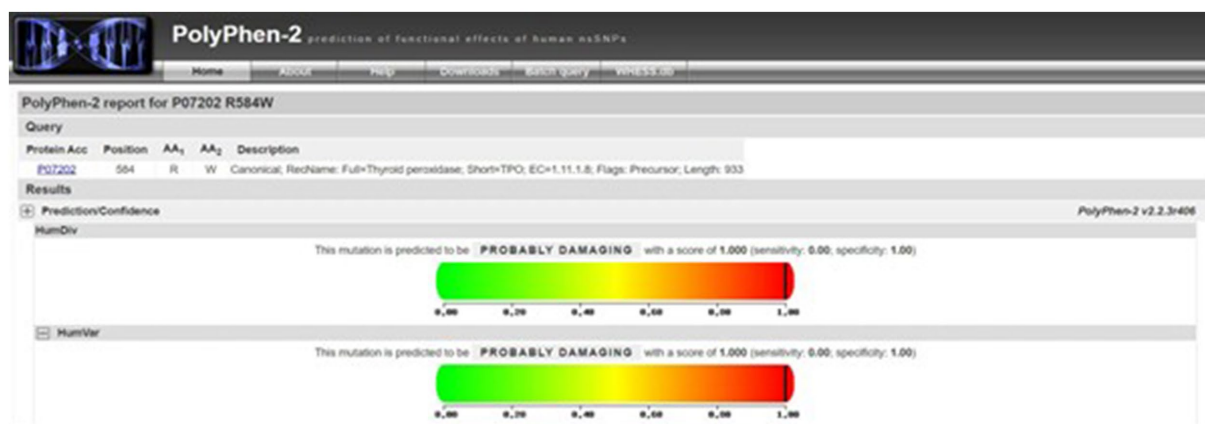 PolyPhen-2 prediction of functional effects of human nsSNPs
Home About Help Downloads Batch query WHESS.db
PolyPhen-2 report for P07202 R584W
Query
Protein Acc Position AA1 AA2 Description
P07202 584 R W Canonical; RecName: Full=Thyroid peroxidase; Short=TPO; EC=1.11.1.8; Flags: Precursor; Length: 933
Results
+ Prediction/Confidence PolyPhen-2 v2.2.3r406
HumDiv
This mutation is predicted to be PROBABLY DAMAGING with a score of 1.000 (sensitivity: 0.00; specificity: 1.00)
0.00 0.20 0.40 0.60 0.80 1.00
- HumVar
This mutation is predicted to be PROBABLY DAMAGING with a score of 1.000 (sensitivity: 0.00; specificity: 1.00)
0.00 0.20 0.40 0.60 0.80 1.00